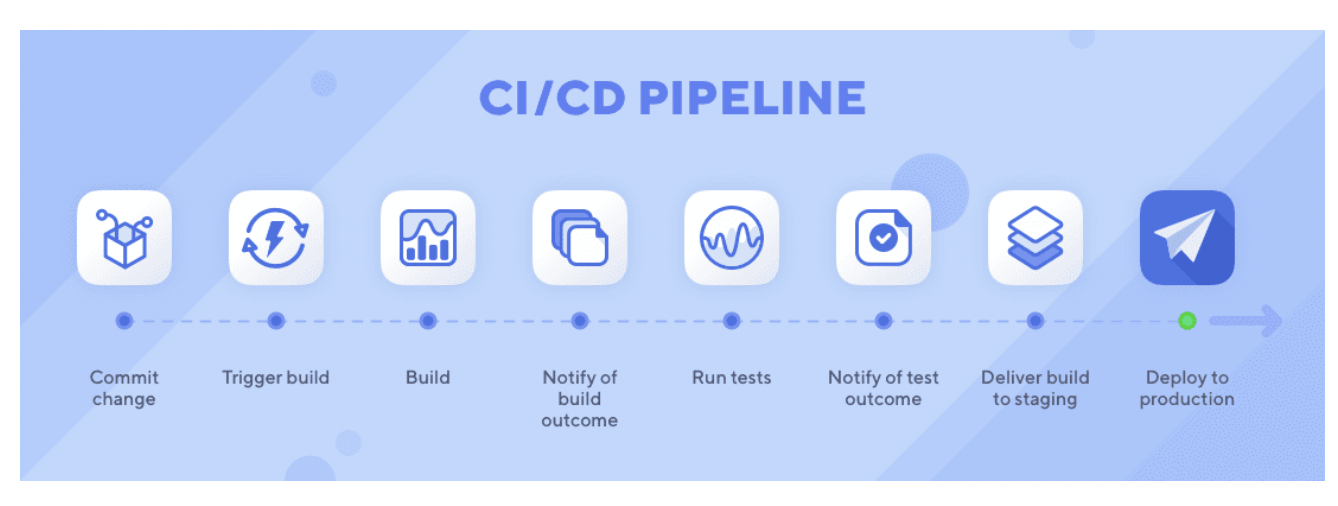 CI/CD PIPELINE
Commit
change
Trigger build
Build
Notify of
build
outcome
Run tests
Notify of test
outcome
Deliver build
to staging
Deploy to
production